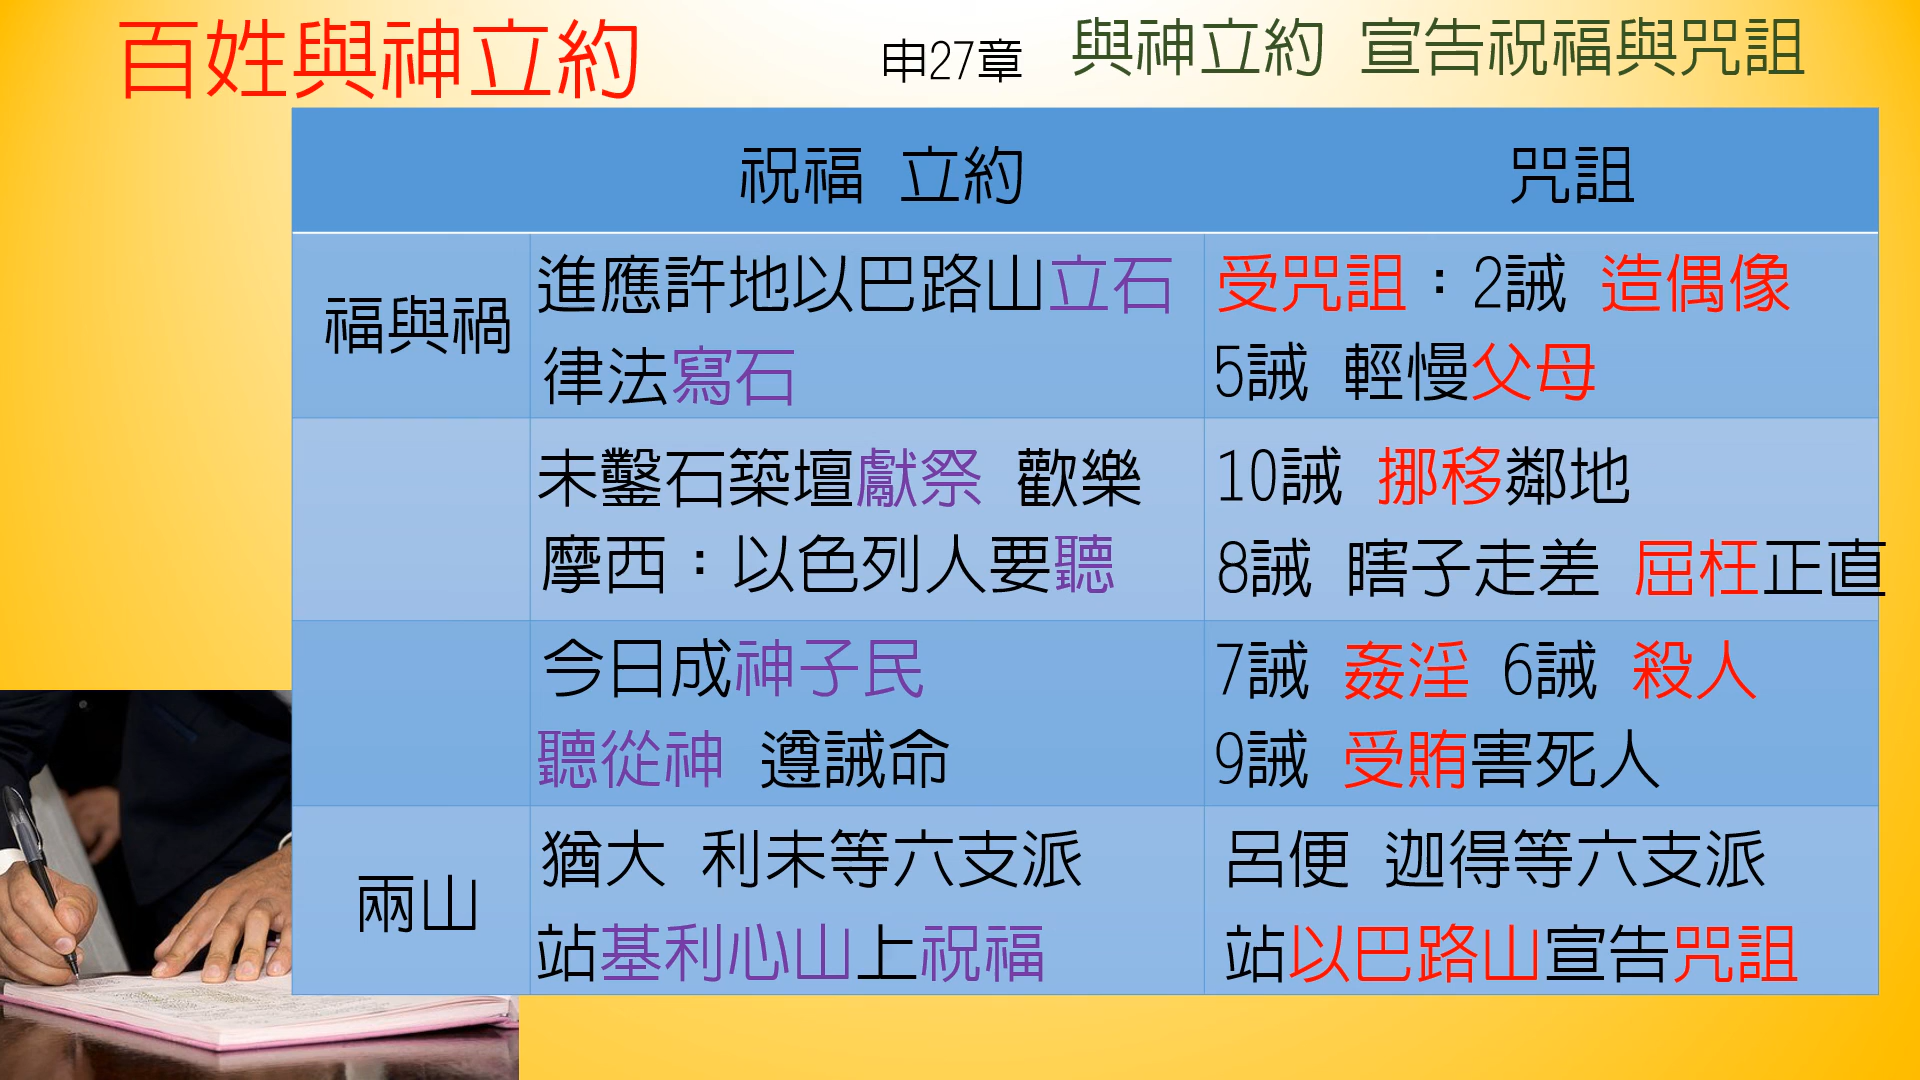 百姓與神立約 申27章 與神立約 宣告祝福與咒詛
祝福 立約 咒詛
福與禍
進應許地以巴路山立石
律法寫石
受咒詛：2誡 造偶像
5誡 輕慢父母
未鑿石築壇獻祭 歡樂
摩西：以色列人要聽
10誡 挪移鄰地
8誡 瞎子走差 屈枉正直
今日成神子民
聽從神 遵誡命
7誡 姦淫 6誡 殺人
9誡 受賄害死人
兩山
猶大 利未等六支派
站基利心山上祝福
呂便 迦得等六支派
站以巴路山宣告咒詛